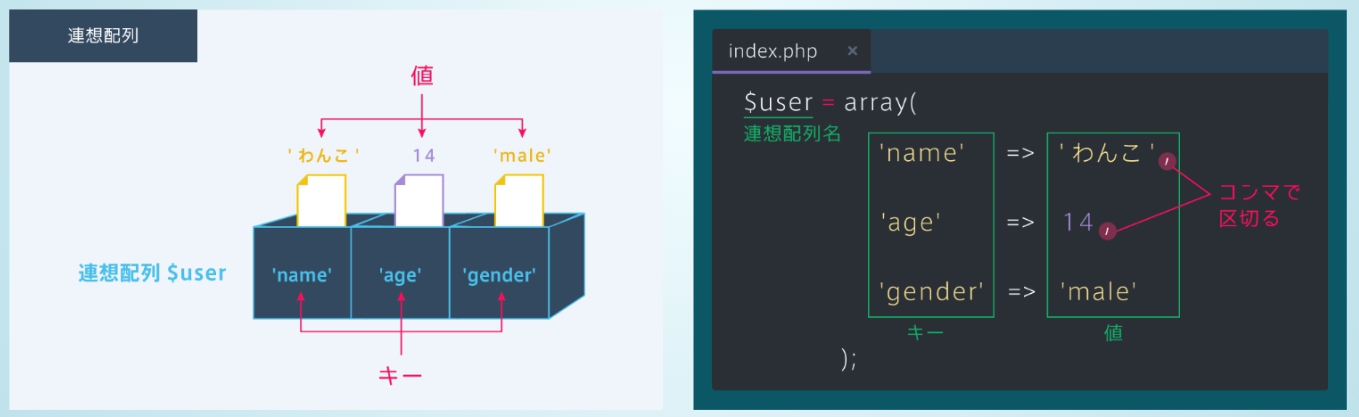 連想配列
値
'わんこ' 14 'male'
連想配列 $user
'name' 'age' 'gender'
キー
index.php ×
$user = array(
連想配列名
'name' => 'わんこ',
コンマで
区切る
'age' => 14,
'gender' => 'male'
キー 値
);